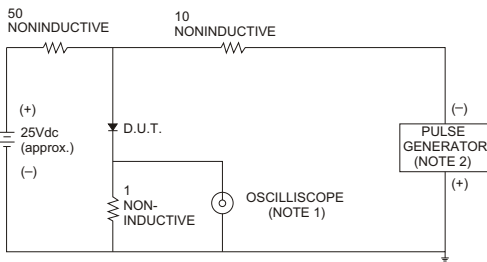 50
NONINDUCTIVE
10
NONINDUCTIVE
(+)
25Vdc
(approx.)
(–)
D.U.T.
1
NON-
INDUCTIVE
OSCILLISCOPE
(NOTE 1)
(–)
PULSE
GENERATOR
(NOTE 2)
(+)